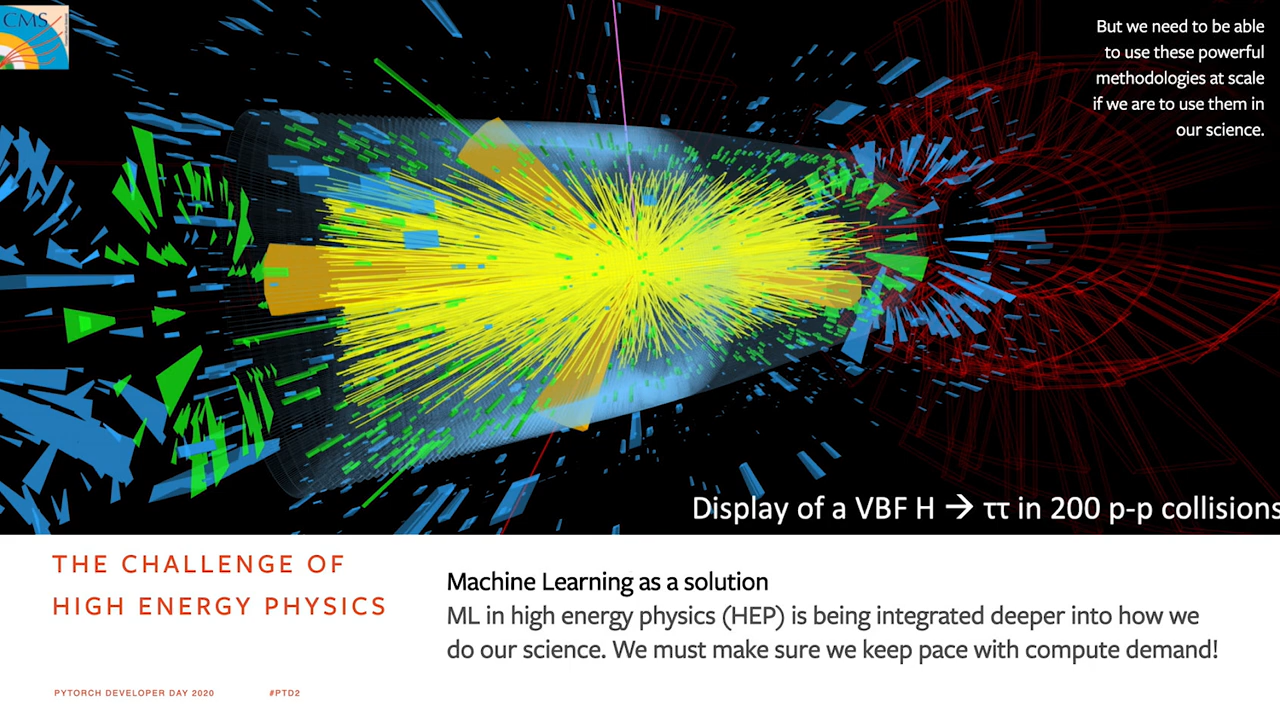 CMS
But we need to be able
to use these powerful
methodologies at scale
if we are to use them in
our science.
Display of a VBF H → ττ in 200 p-p collisions
THE CHALLENGE OF
HIGH ENERGY PHYSICS
Machine Learning as a solution
ML in high energy physics (HEP) is being integrated deeper into how we
do our science. We must make sure we keep pace with compute demand!
PYTORCH DEVELOPER DAY 2020 #PTD2